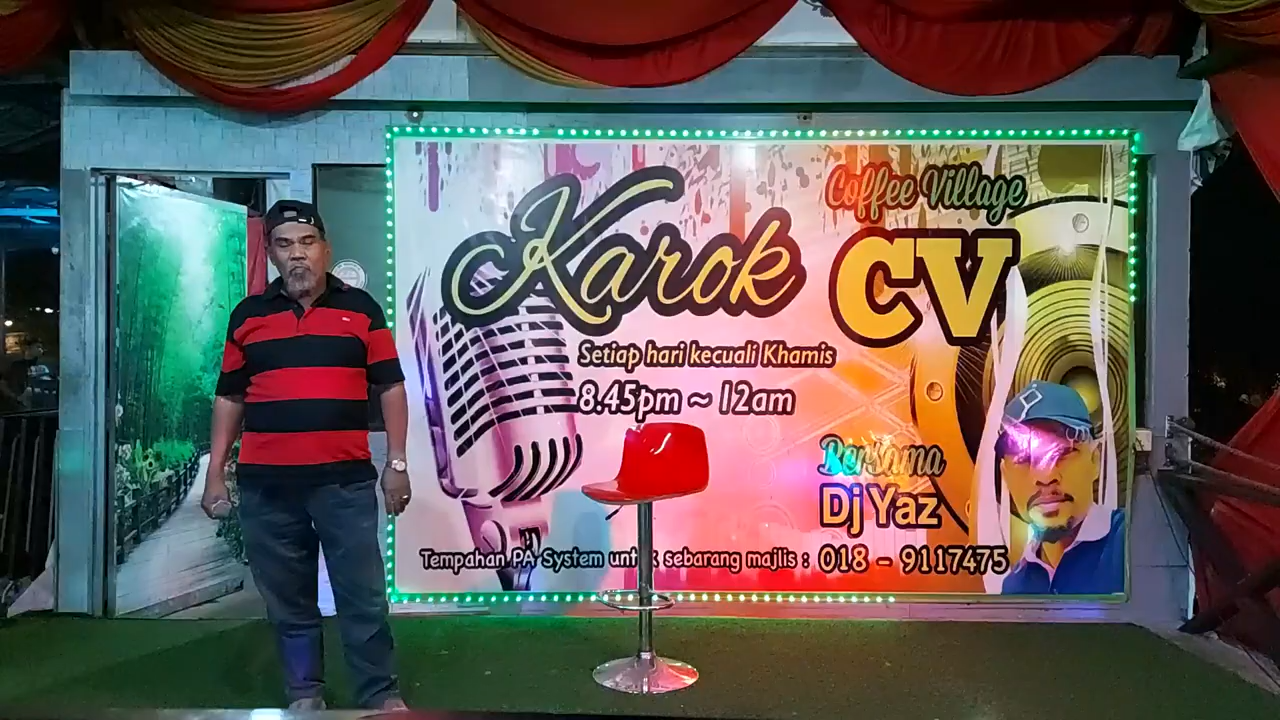 Coffee Village
Karok
CV
Setiap hari kecuali Khamis
8.45pm ~ 12am
Bersama
Dj Yaz
Tempahan PA System untuk sebarang majlis : 018 - 9117475